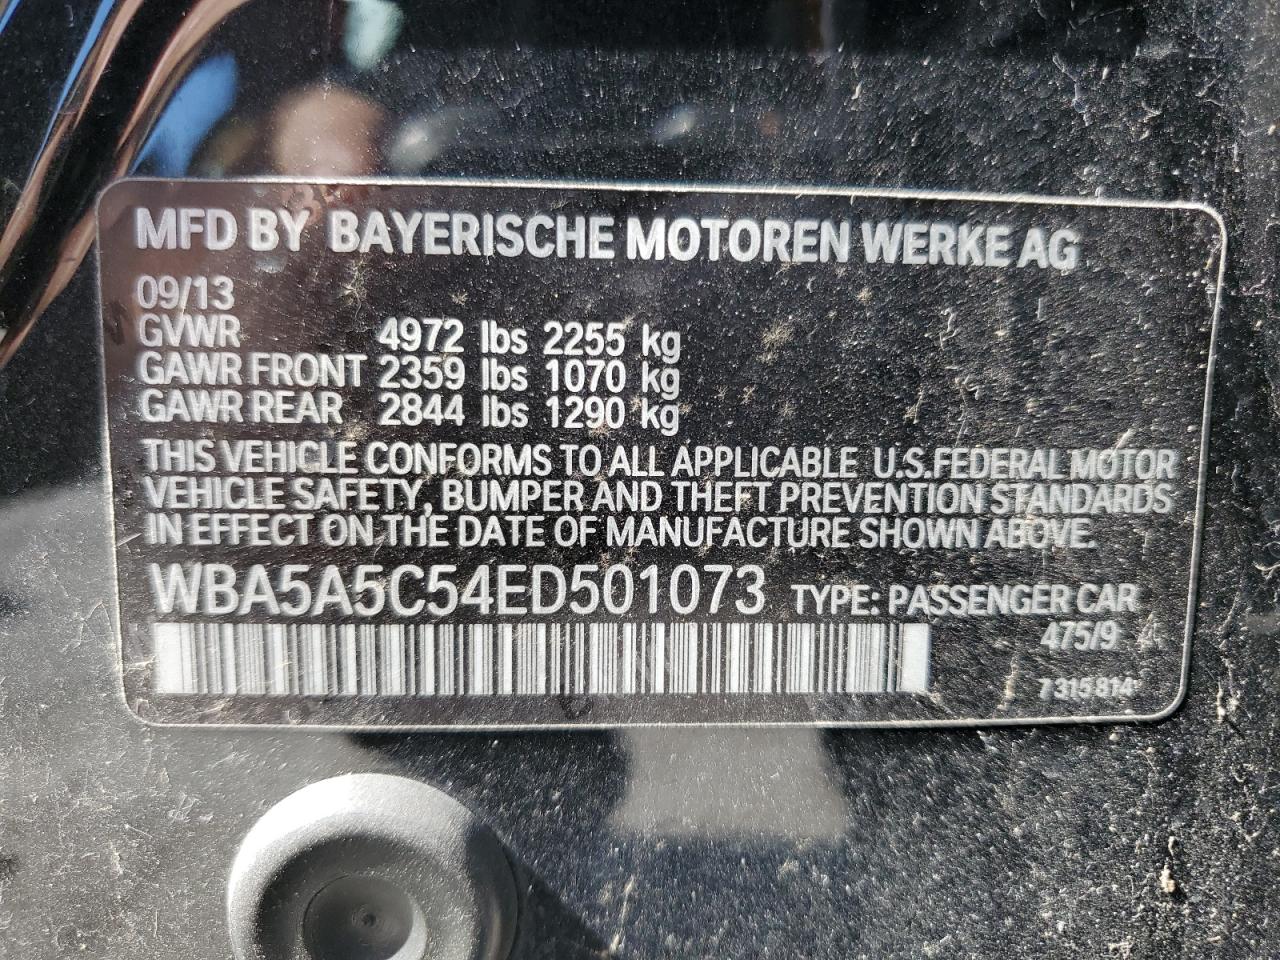 MFD BY BAYERISCHE MOTOREN WERKE AG
09/13
GVWR 4972 lbs 2255 kg
GAWR FRONT 2359 lbs 1070 kg
GAWR REAR 2844 lbs 1290 kg
THIS VEHICLE CONFORMS TO ALL APPLICABLE U.S.FEDERAL MOTOR
VEHICLE SAFETY, BUMPER AND THEFT PREVENTION STANDARDS
IN EFFECT ON THE DATE OF MANUFACTURE SHOWN ABOVE.
WBA5A5C54ED501073 TYPE: PASSENGER CAR
475/9 4
7 315 814